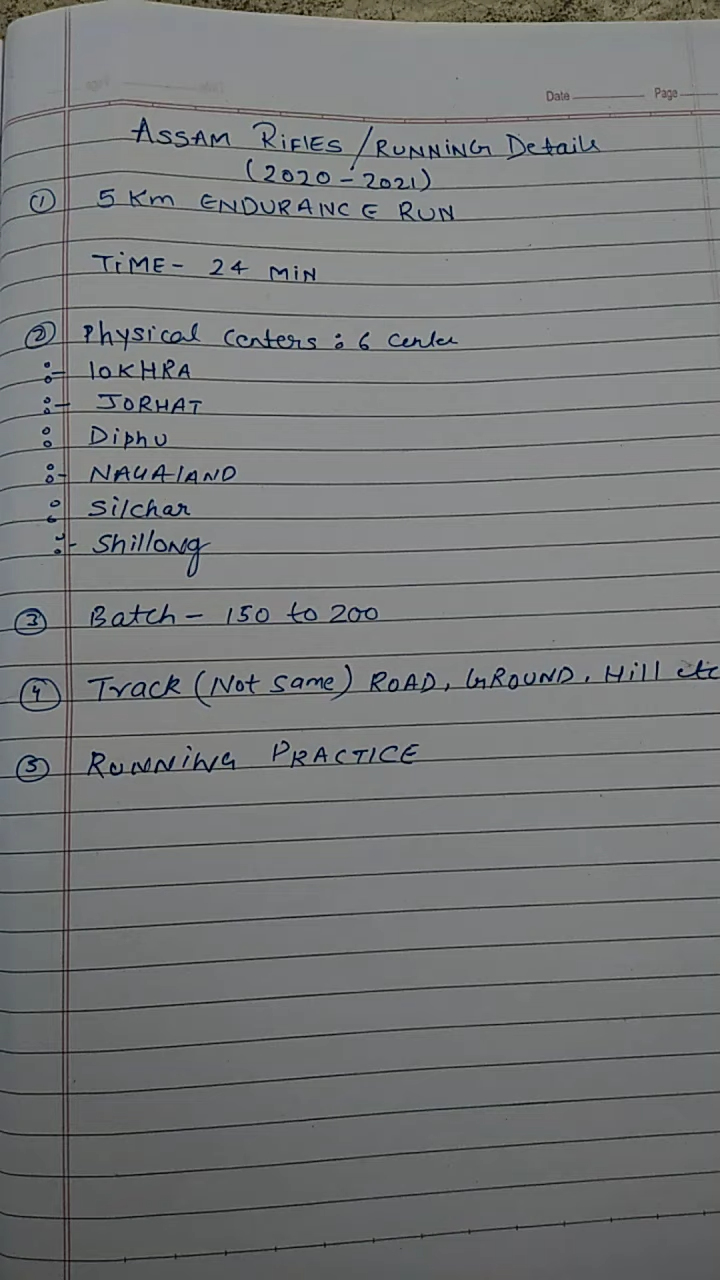 Date Page
ASSAM RIFlES / RUNNING Details
(2020-2021)
① 5 Km ENDURANCE RUN
TiME - 24 MiN
② Physical Centers : 6 Center
:- lOKHRA
:- JORHAT
: Diphu
:- NAGAlAND
: Silchar
:- Shillong
③ Batch - 150 to 200
④ Track (Not Same) ROAD, GROUND, Hill etc
⑤ RUNNiNG PRACTICE